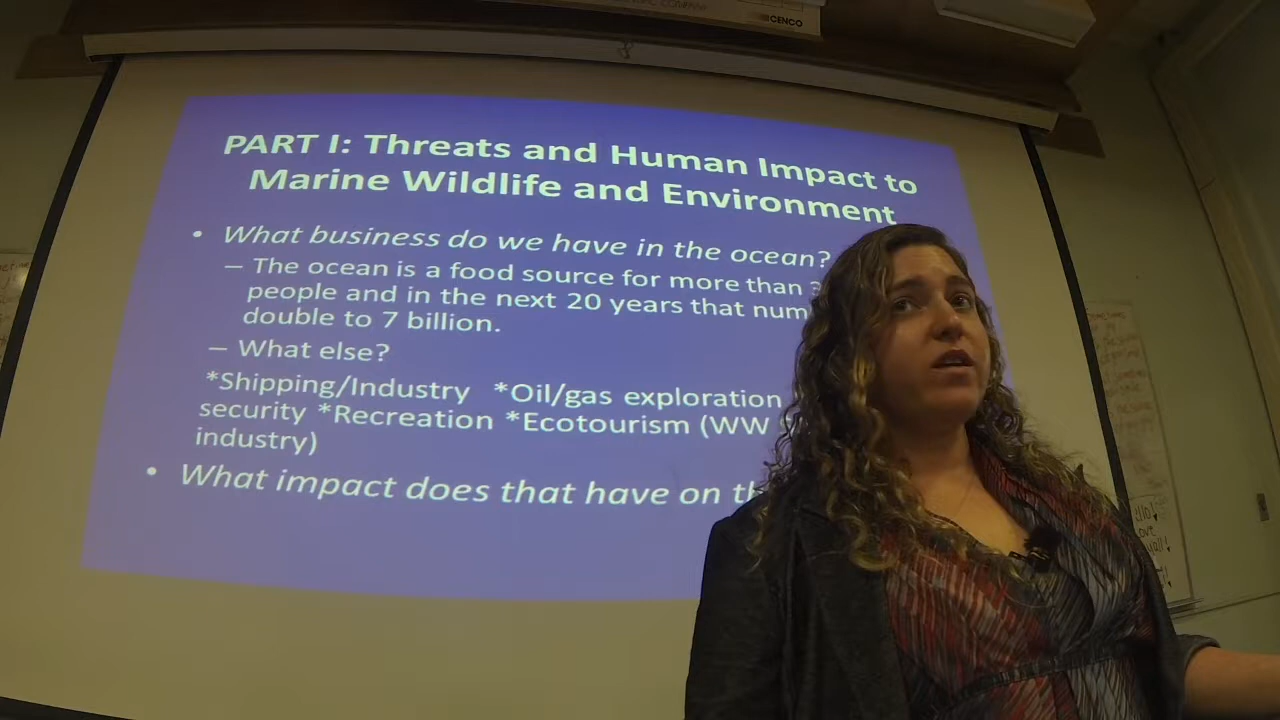 CENCO
PART I: Threats and Human Impact to
Marine Wildlife and Environment
• What business do we have in the ocean?
– The ocean is a food source for more than
people and in the next 20 years that
double to 7 billion.
– What else?
*Shipping/Industry *Oil/gas exploration
security *Recreation *Ecotourism (WW
industry)
• What impact does that have on